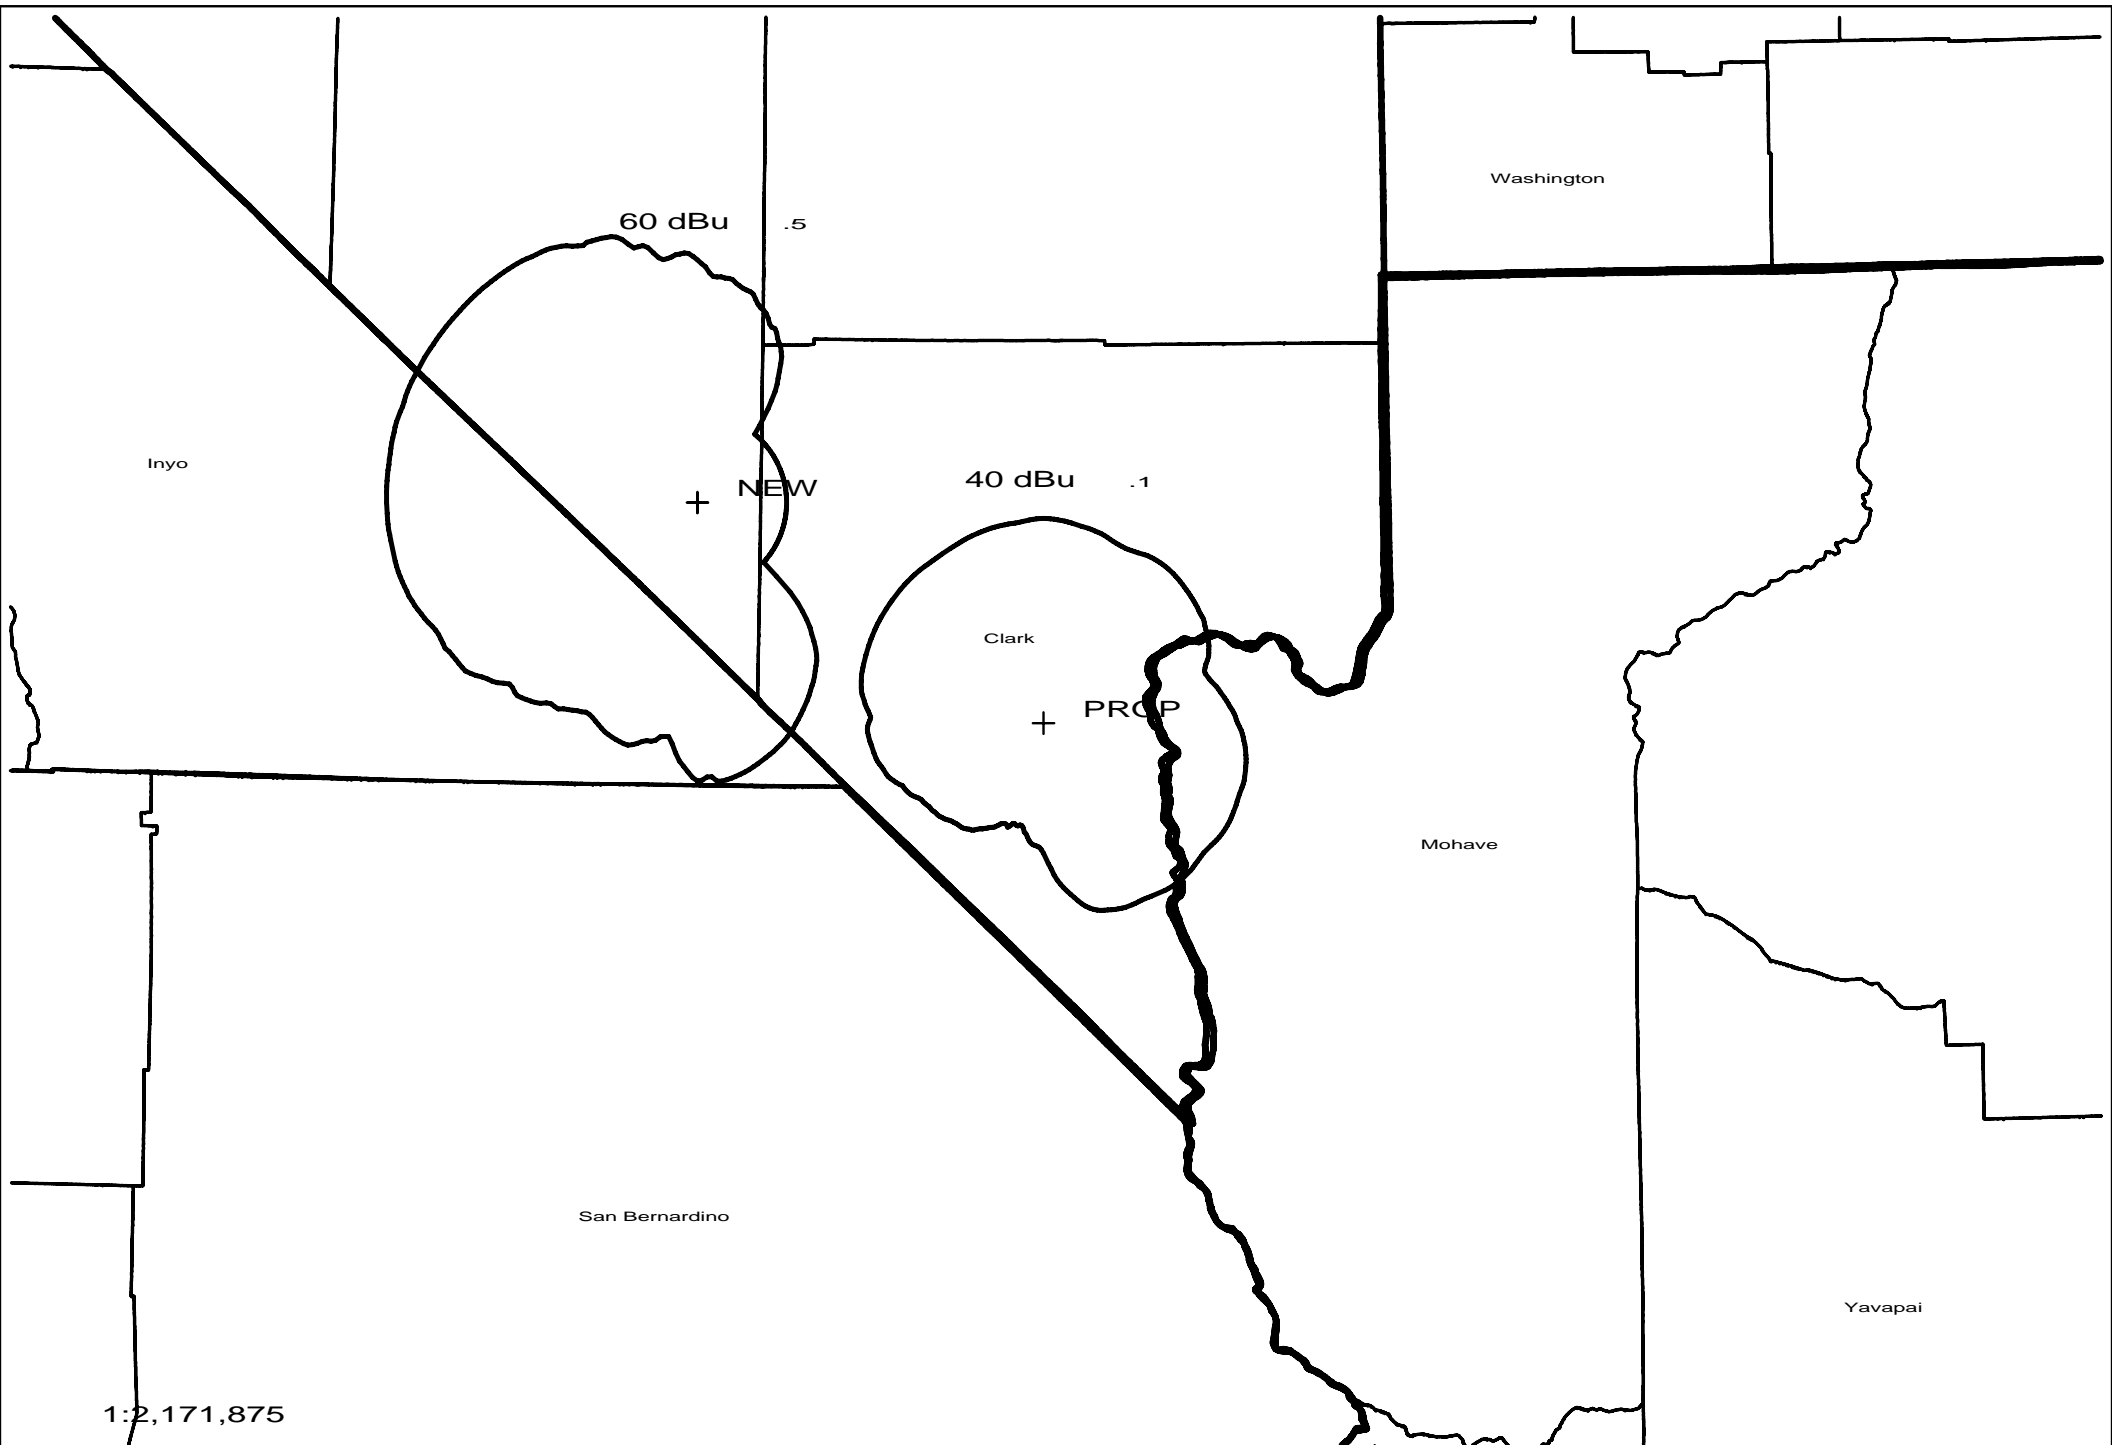 Washington
60 dBu .5
Inyo
NEW
40 dBu .1
Clark
PROP
Mohave
San Bernardino
Yavapai
1:2,171,875